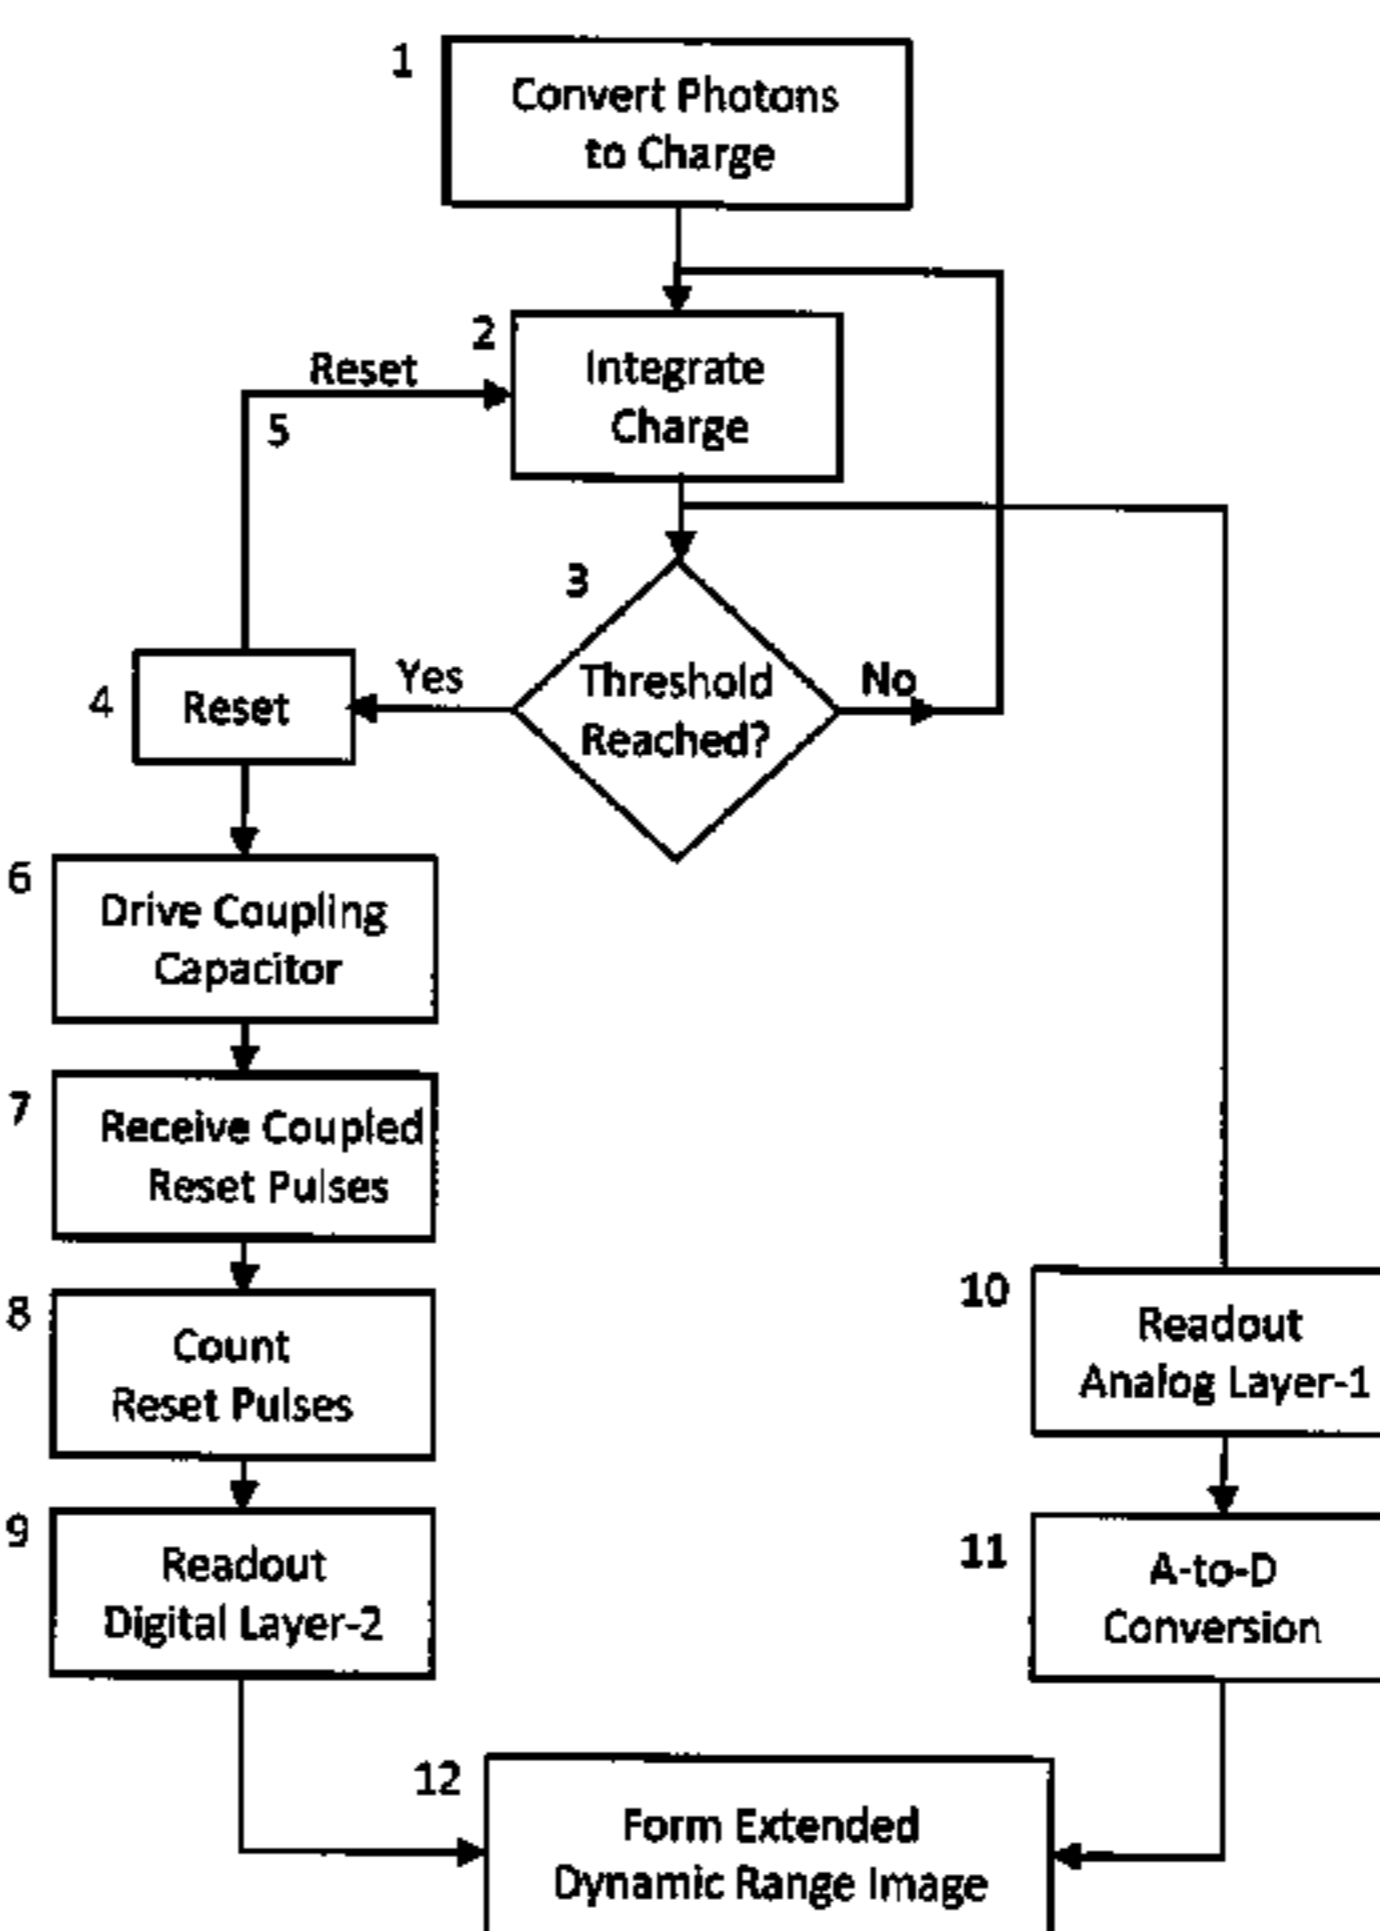 1
Convert Photons
to Charge
2
Integrate
Charge
Reset
5
3
Threshold
Reached?
Yes
No
4
Reset
6
Drive Coupling
Capacitor
7
Receive Coupled
Reset Pulses
8
Count
Reset Pulses
9
Readout
Digital Layer-2
10
Readout
Analog Layer-1
11
A-to-D
Conversion
12
Form Extended
Dynamic Range Image